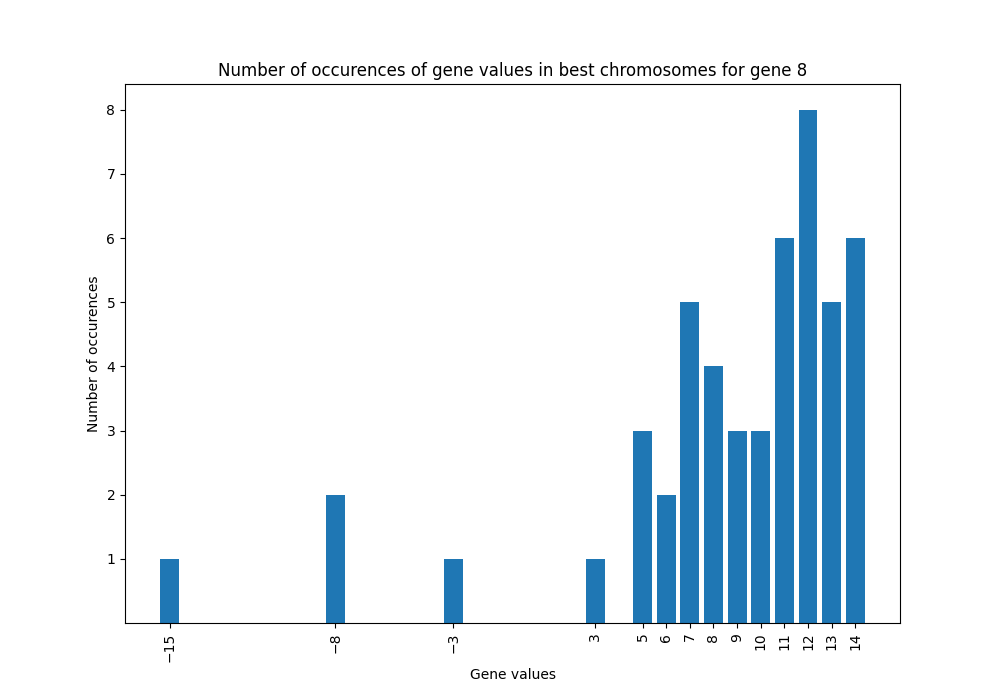 Number of occurences of gene values in best chromosomes for gene 8
8
7
6
5
4
3
2
1
Number of occurences
−15 −8 −3 3 5 6 7 8 9 10 11 12 13 14
Gene values